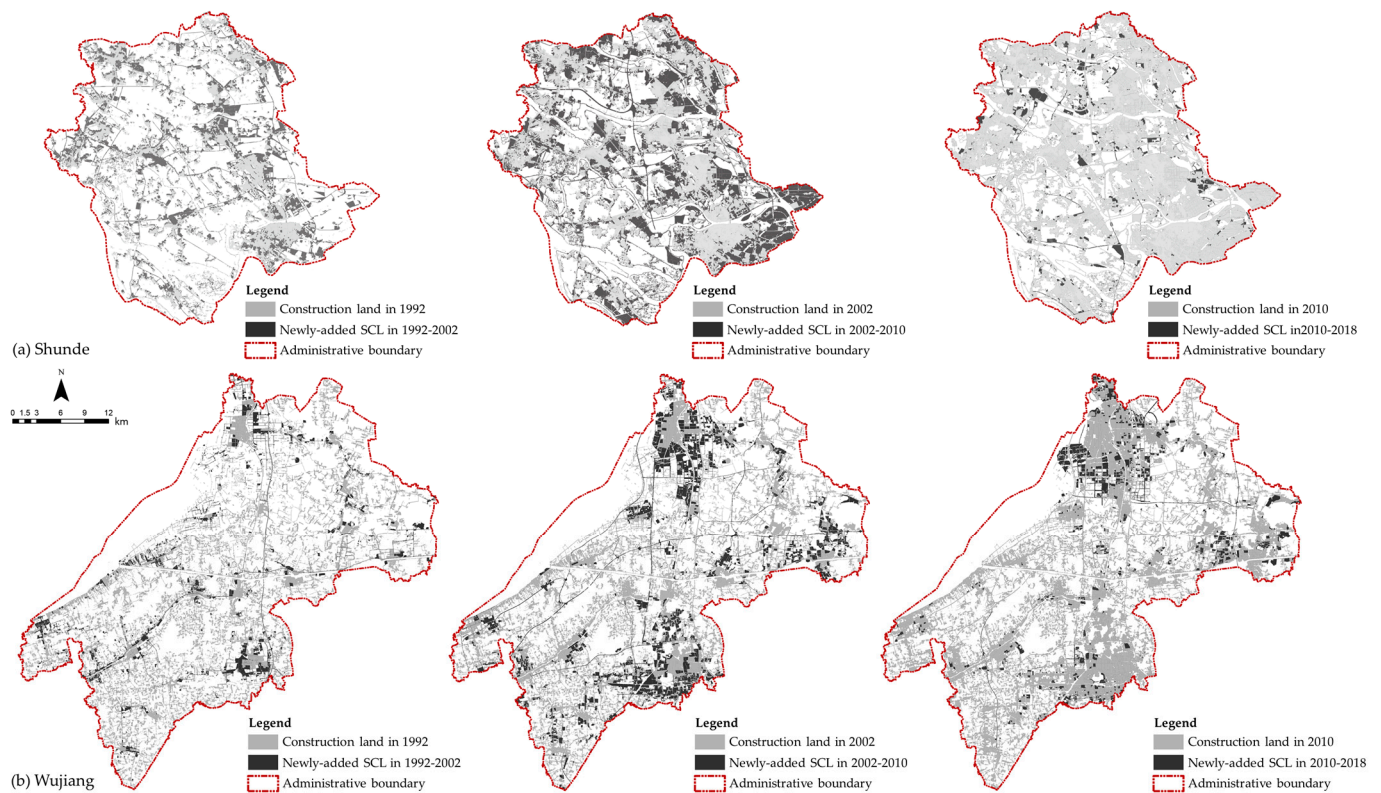 Legend
Construction land in 1992
Newly-added SCL in 1992-2002
Administrative boundary
Legend
Construction land in 2002
Newly-added SCL in 2002-2010
Administrative boundary
Legend
Construction land in 2010
Newly-added SCL in2010-2018
Administrative boundary
(a) Shunde
N
0 1.5 3 6 9 12
km
Legend
Construction land in 1992
Newly-added SCL in 1992-2002
Administrative boundary
Legend
Construction land in 2002
Newly-added SCL in 2002-2010
Administrative boundary
Legend
Construction land in 2010
Newly-added SCL in 2010-2018
Administrative boundary
(b) Wujiang